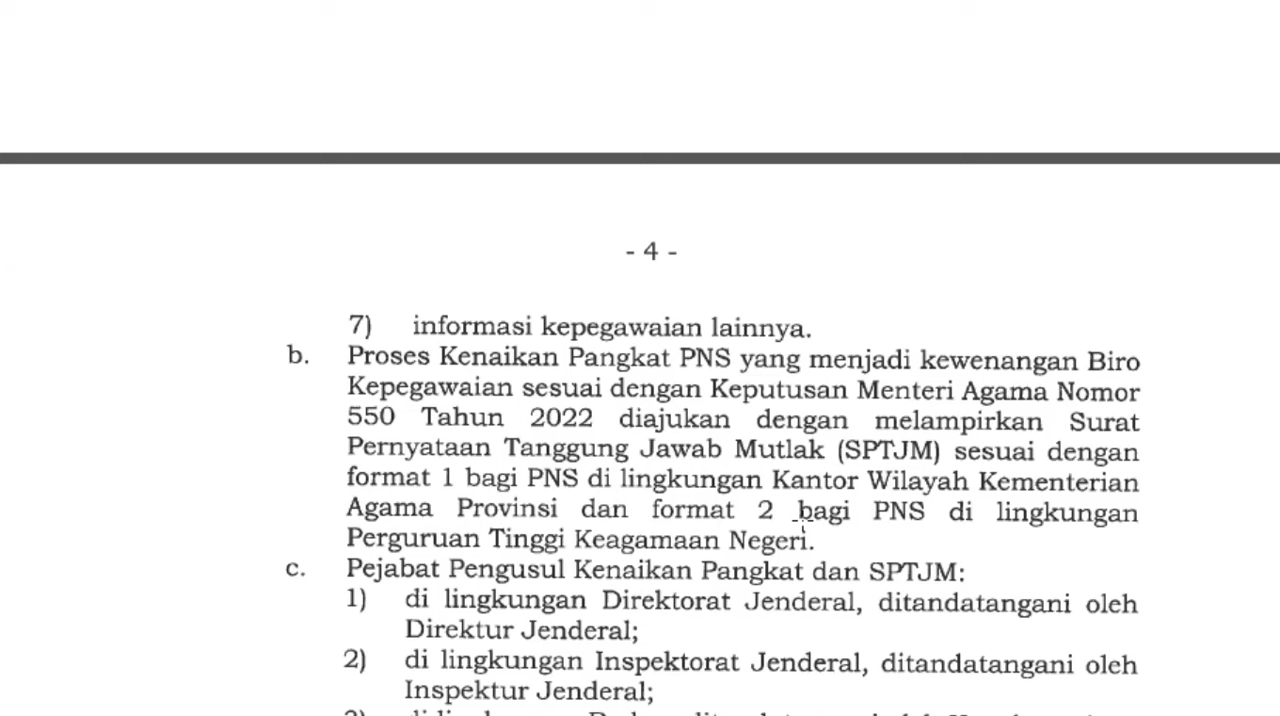 - 4 -
7) informasi kepegawaian lainnya.
b. Proses Kenaikan Pangkat PNS yang menjadi kewenangan Biro
Kepegawaian sesuai dengan Keputusan Menteri Agama Nomor
550 Tahun 2022 diajukan dengan melampirkan Surat
Pernyataan Tanggung Jawab Mutlak (SPTJM) sesuai dengan
format 1 bagi PNS di lingkungan Kantor Wilayah Kementerian
Agama Provinsi dan format 2 bagi PNS di lingkungan
Perguruan Tinggi Keagamaan Negeri.
c. Pejabat Pengusul Kenaikan Pangkat dan SPTJM:
1) di lingkungan Direktorat Jenderal, ditandatangani oleh
Direktur Jenderal;
2) di lingkungan Inspektorat Jenderal, ditandatangani oleh
Inspektur Jenderal;